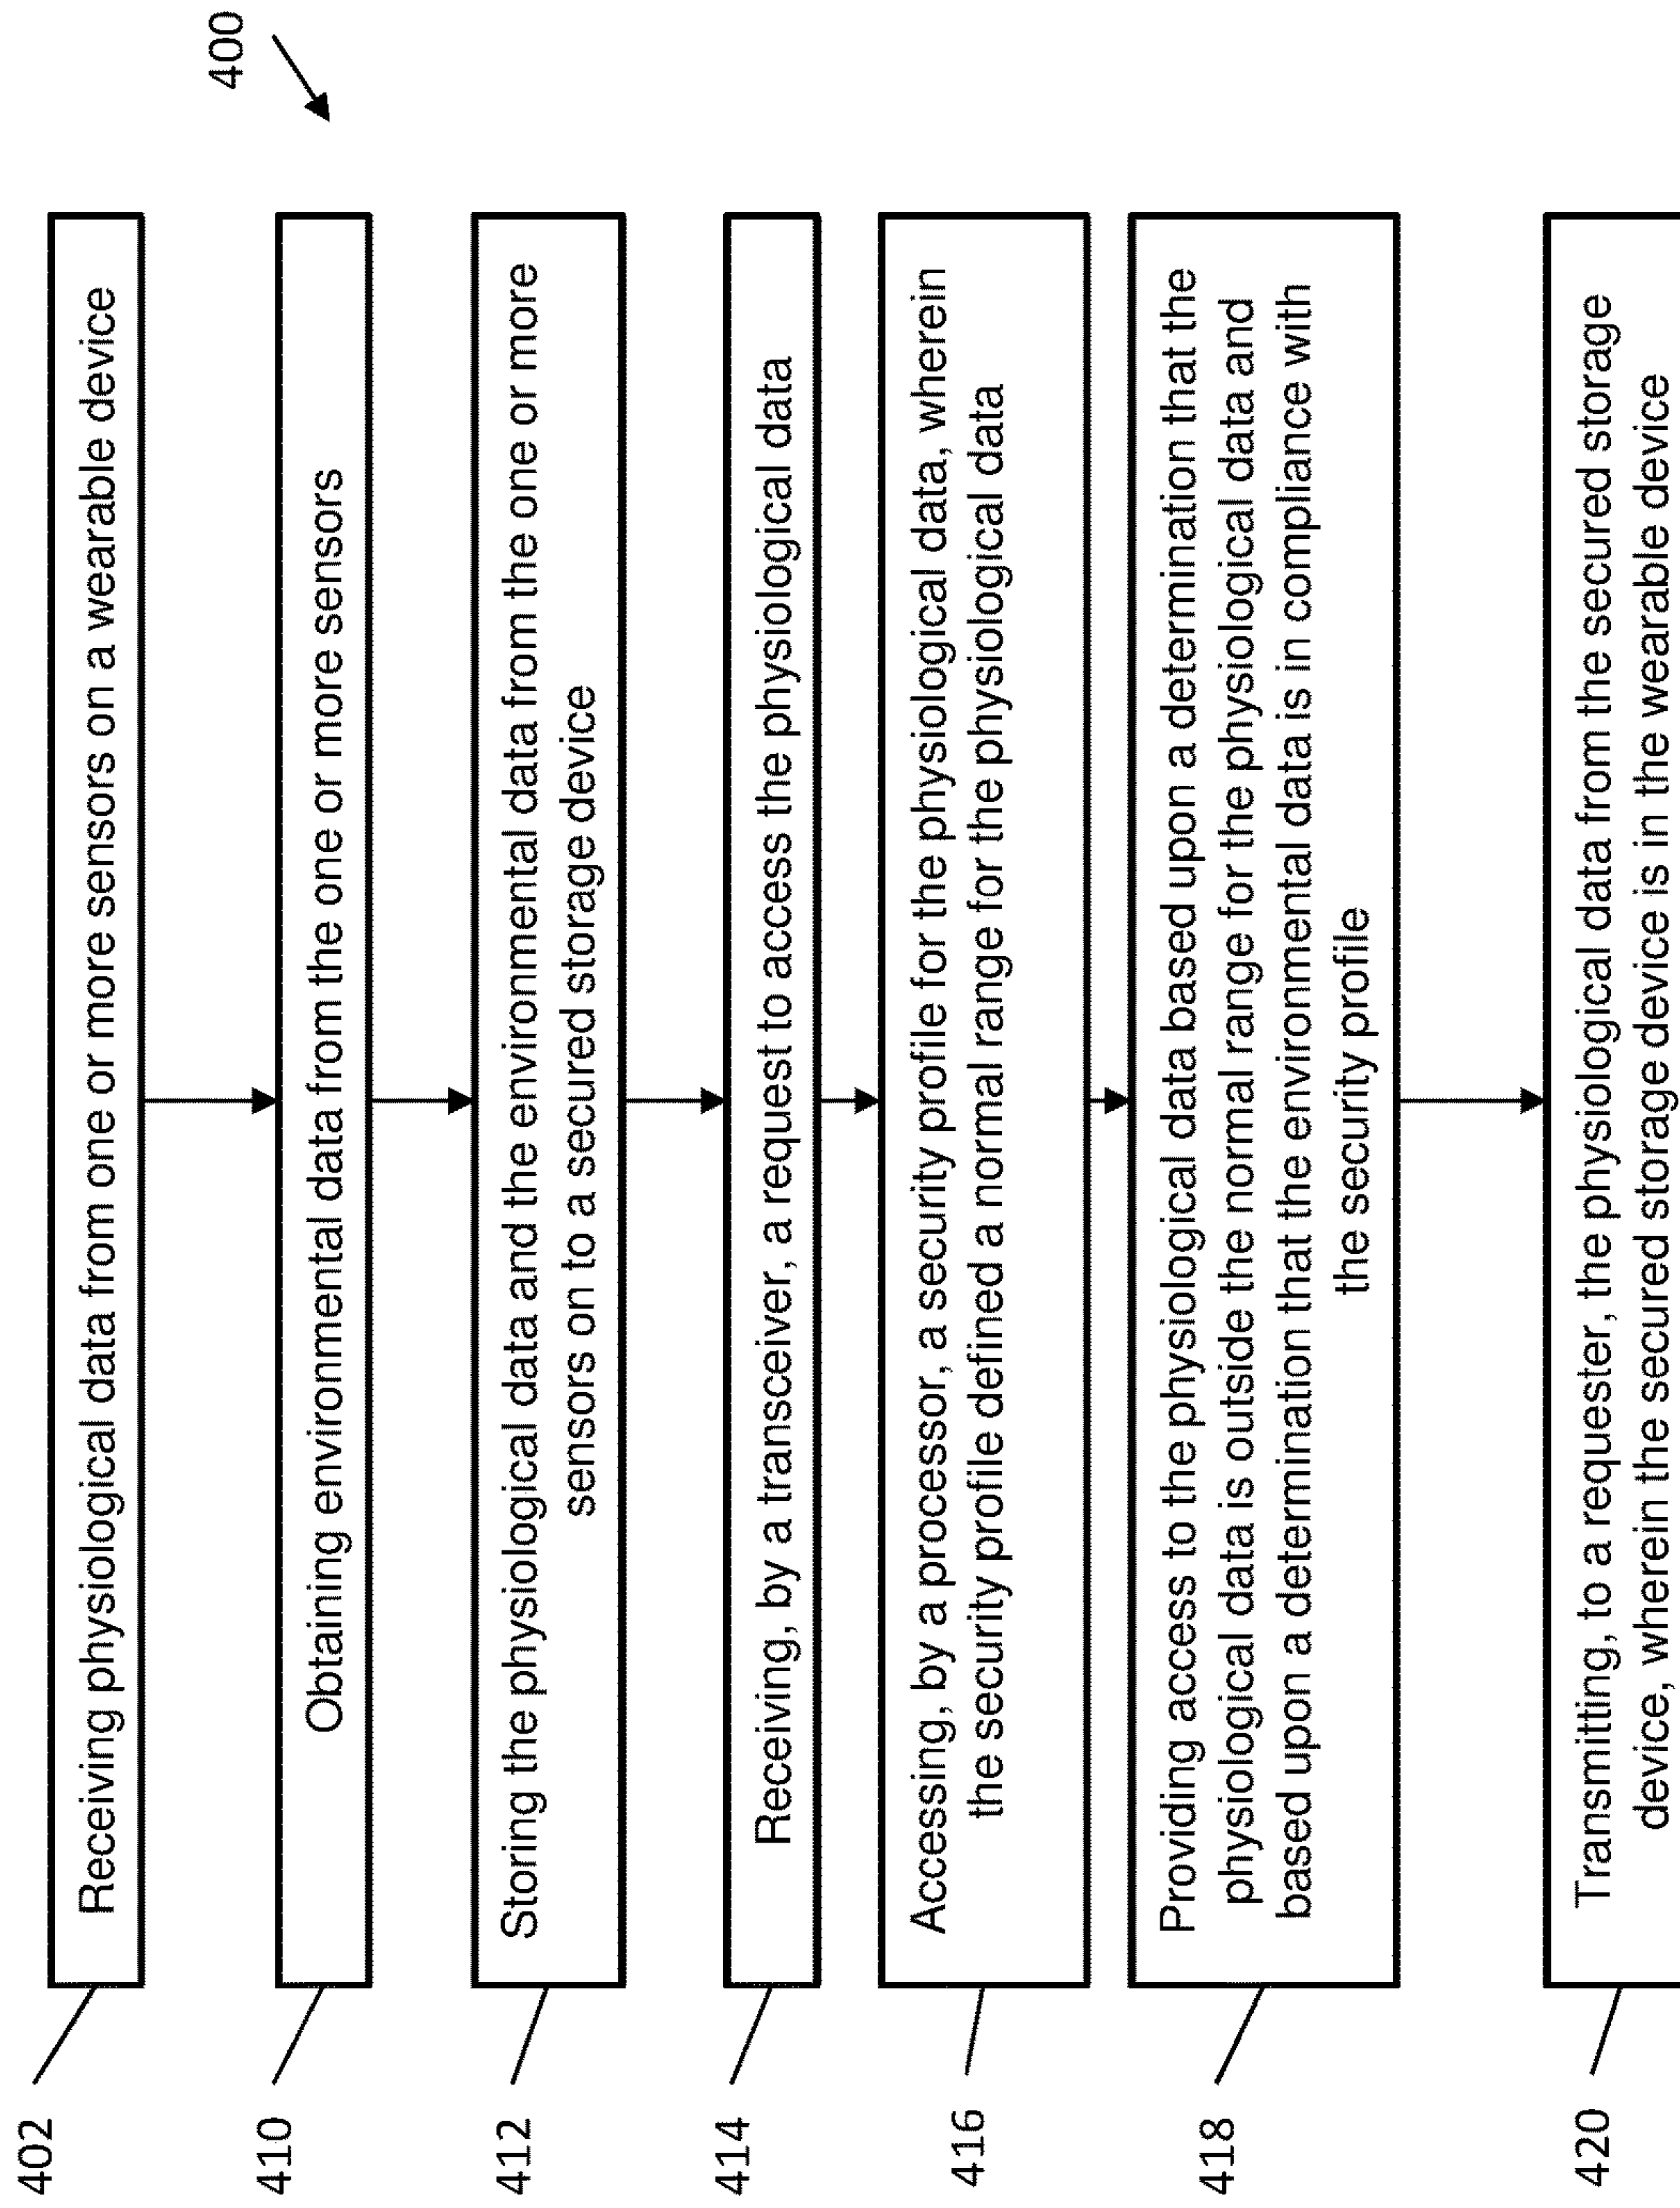 400
402
Receiving physiological data from one or more sensors on a wearable device
410
Obtaining environmental data from the one or more sensors
412
Storing the physiological data and the environmental data from the one or more
sensors on to a secured storage device
414
Receiving, by a transceiver, a request to access the physiological data
416
Accessing, by a processor, a security profile for the physiological data, wherein
the security profile defined a normal range for the physiological data
418
Providing access to the physiological data based upon a determination that the
physiological data is outside the normal range for the physiological data and
based upon a determination that the environmental data is in compliance with
the security profile
420
Transmitting, to a requester, the physiological data from the secured storage
device, wherein the secured storage device is in the wearable device